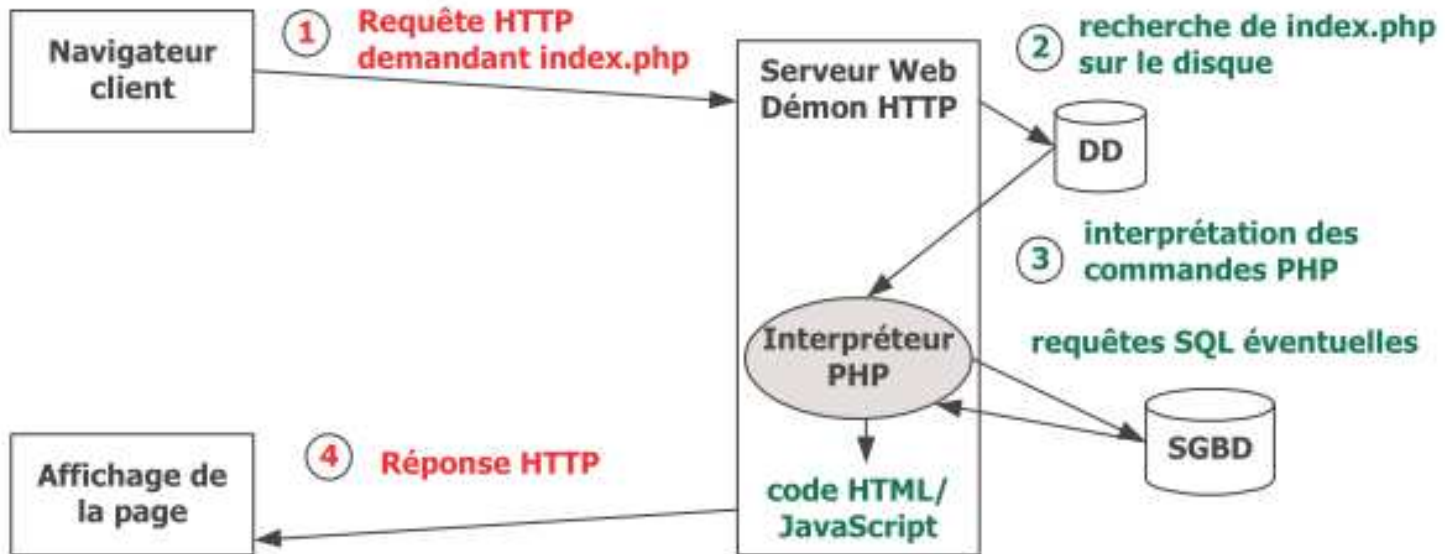 Navigateur
client
1
Requête HTTP
demandant index.php
Serveur Web
Démon HTTP
2
recherche de index.php
sur le disque
DD
3
interprétation des
commandes PHP
Interpréteur
PHP
requêtes SQL éventuelles
SGBD
code HTML/
JavaScript
4
Réponse HTTP
Affichage de
la page